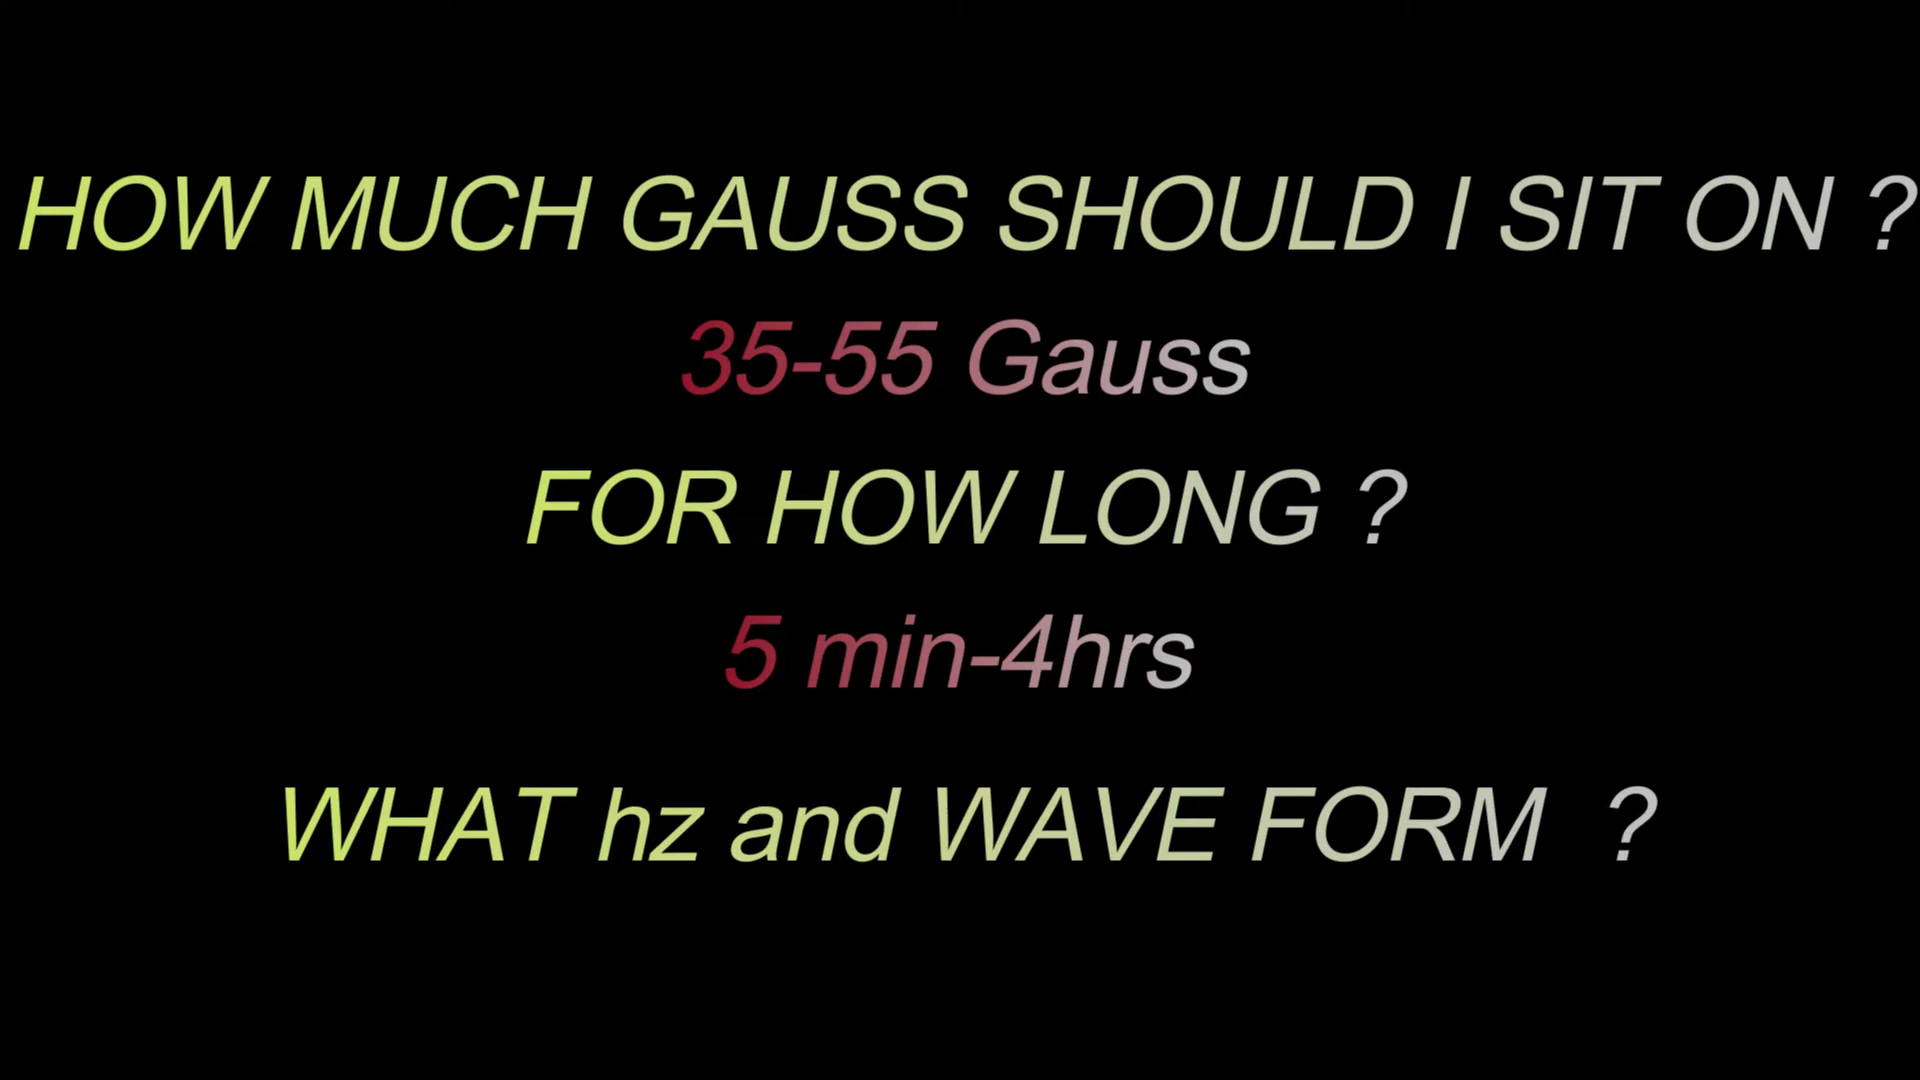 HOW MUCH GAUSS SHOULD I SIT ON ?
35-55 Gauss
FOR HOW LONG ?
5 min-4hrs
WHAT hz and WAVE FORM ?